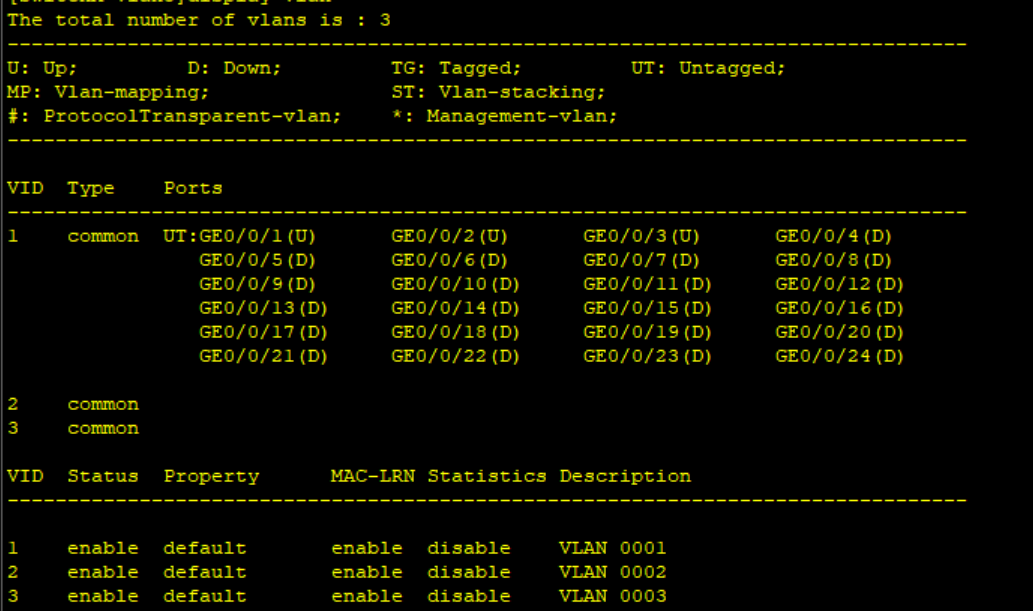 The total number of vlans is : 3
--------------------------------------------------------------------------------
U: Up;         D: Down;         TG: Tagged;         UT: Untagged;
MP: Vlan-mapping;               ST: Vlan-stacking;
#: ProtocolTransparent-vlan;    *: Management-vlan;
--------------------------------------------------------------------------------
VID  Type    Ports
--------------------------------------------------------------------------------
1    common  UT:GE0/0/1(U)      GE0/0/2(U)      GE0/0/3(U)      GE0/0/4(D)
                GE0/0/5(D)      GE0/0/6(D)      GE0/0/7(D)      GE0/0/8(D)
                GE0/0/9(D)      GE0/0/10(D)     GE0/0/11(D)     GE0/0/12(D)
                GE0/0/13(D)     GE0/0/14(D)     GE0/0/15(D)     GE0/0/16(D)
                GE0/0/17(D)     GE0/0/18(D)     GE0/0/19(D)     GE0/0/20(D)
                GE0/0/21(D)     GE0/0/22(D)     GE0/0/23(D)     GE0/0/24(D)
2    common
3    common
VID  Status  Property      MAC-LRN Statistics Description
--------------------------------------------------------------------------------
1    enable  default       enable  disable    VLAN 0001
2    enable  default       enable  disable    VLAN 0002
3    enable  default       enable  disable    VLAN 0003